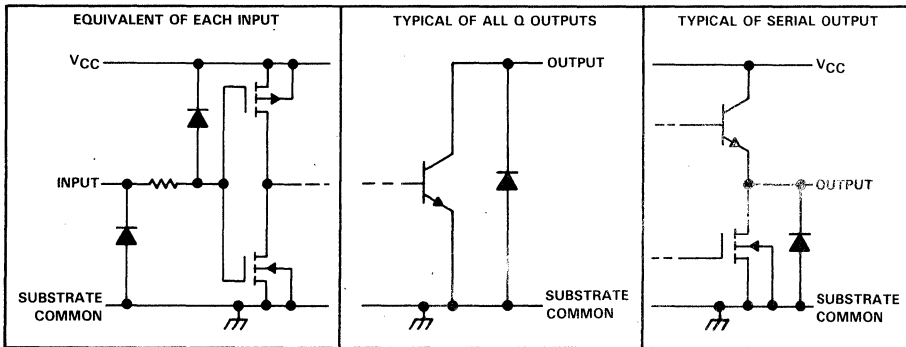 EQUIVALENT OF EACH INPUT
VCC
INPUT
SUBSTRATE
COMMON
TYPICAL OF ALL Q OUTPUTS
OUTPUT
SUBSTRATE
COMMON
TYPICAL OF SERIAL OUTPUT
VCC
OUTPUT
SUBSTRATE
COMMON